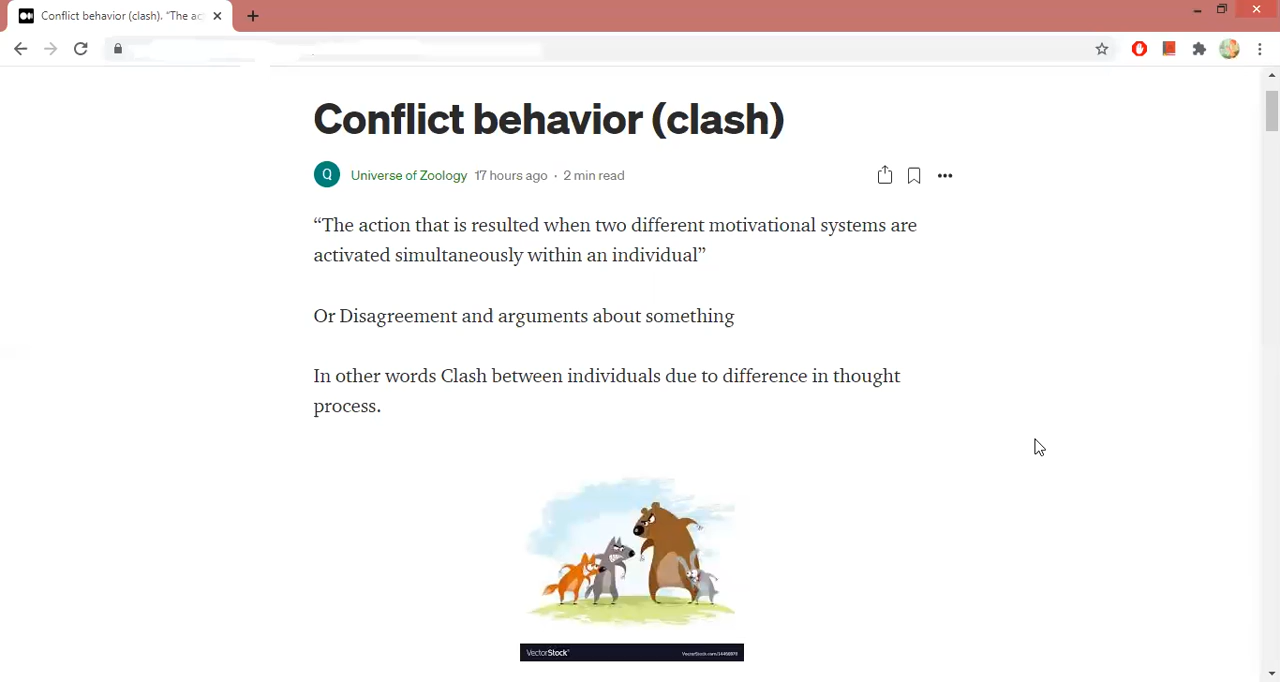 Conflict behavior (clash). "The ac
Conflict behavior (clash)
Q
Universe of Zoology 17 hours ago · 2 min read
“The action that is resulted when two different motivational systems are
activated simultaneously within an individual”
Or Disagreement and arguments about something
In other words Clash between individuals due to difference in thought
process.
VectorStock®